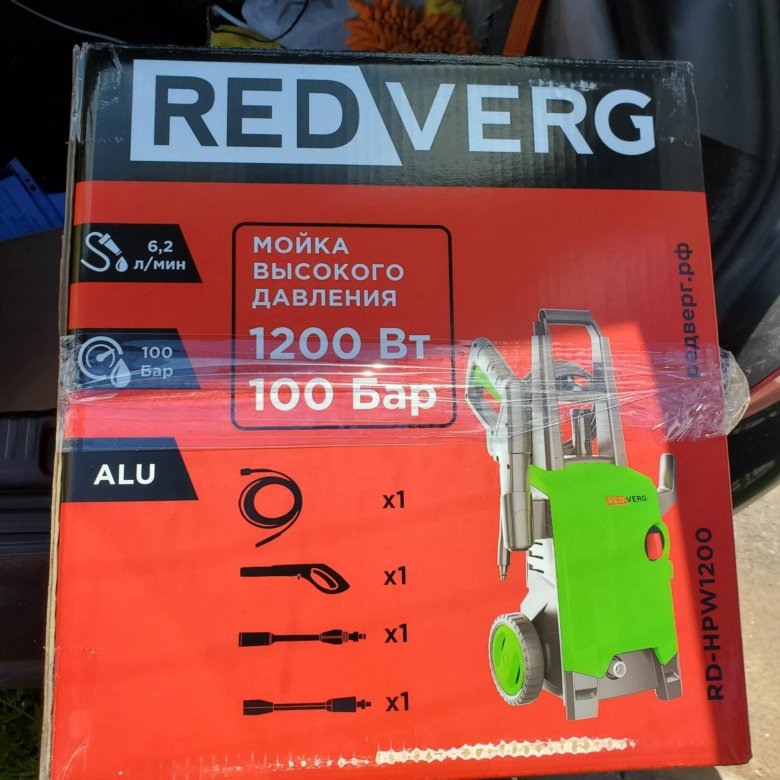 REDVERG
6,2
л/мин
МОЙКА
ВЫСОКОГО
ДАВЛЕНИЯ
1200 Вт
100 Бар
100
Бар
ALU
x1
x1
x1
x1
REDVERG
редверг.рф
RD-HPW1200